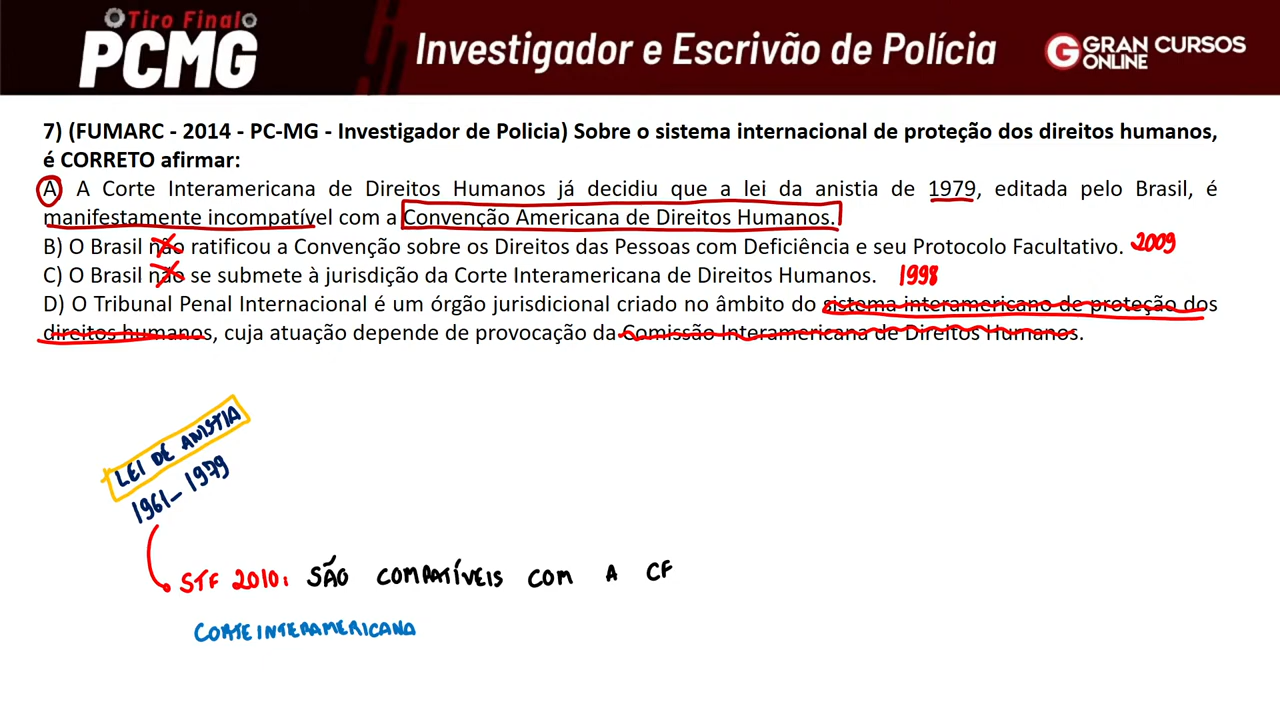 Tiro Final
PCMG
Investigador e Escrivão de Polícia
GRAN CURSOS
ONLINE
7) (FUMARC - 2014 - PC-MG - Investigador de Policia) Sobre o sistema internacional de proteção dos direitos humanos,
é CORRETO afirmar:
A A Corte Interamericana de Direitos Humanos já decidiu que a lei da anistia de 1979, editada pelo Brasil, é
manifestamente incompatível com a Convenção Americana de Direitos Humanos.
B) O Brasil não ratificou a Convenção sobre os Direitos das Pessoas com Deficiência e seu Protocolo Facultativo. 2009
C) O Brasil não se submete à jurisdição da Corte Interamericana de Direitos Humanos. 1998
D) O Tribunal Penal Internacional é um órgão jurisdicional criado no âmbito do sistema interamericano de proteção dos
direitos humanos, cuja atuação depende de provocação da Comissão Interamericana de Direitos Humanos.
LEI DE ANISTIA
1961-1979
STF 2010: SÃO COMPATÍVEIS COM A CF
CORTE INTERAMERICANA